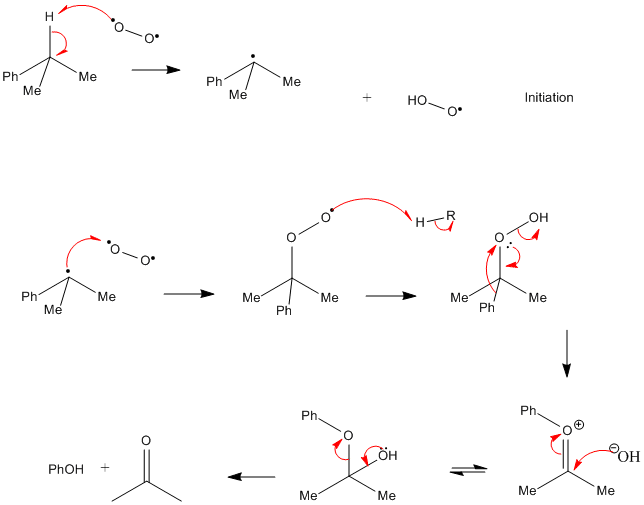 H O O
Ph Me Me
Ph Me Me + HO O Initiation
Ph Me Me
O O
O O Me Me Ph
H R
O OH Me Me Ph
PhOH + O
Ph O OH Me Me
Ph O + Me Me - OH